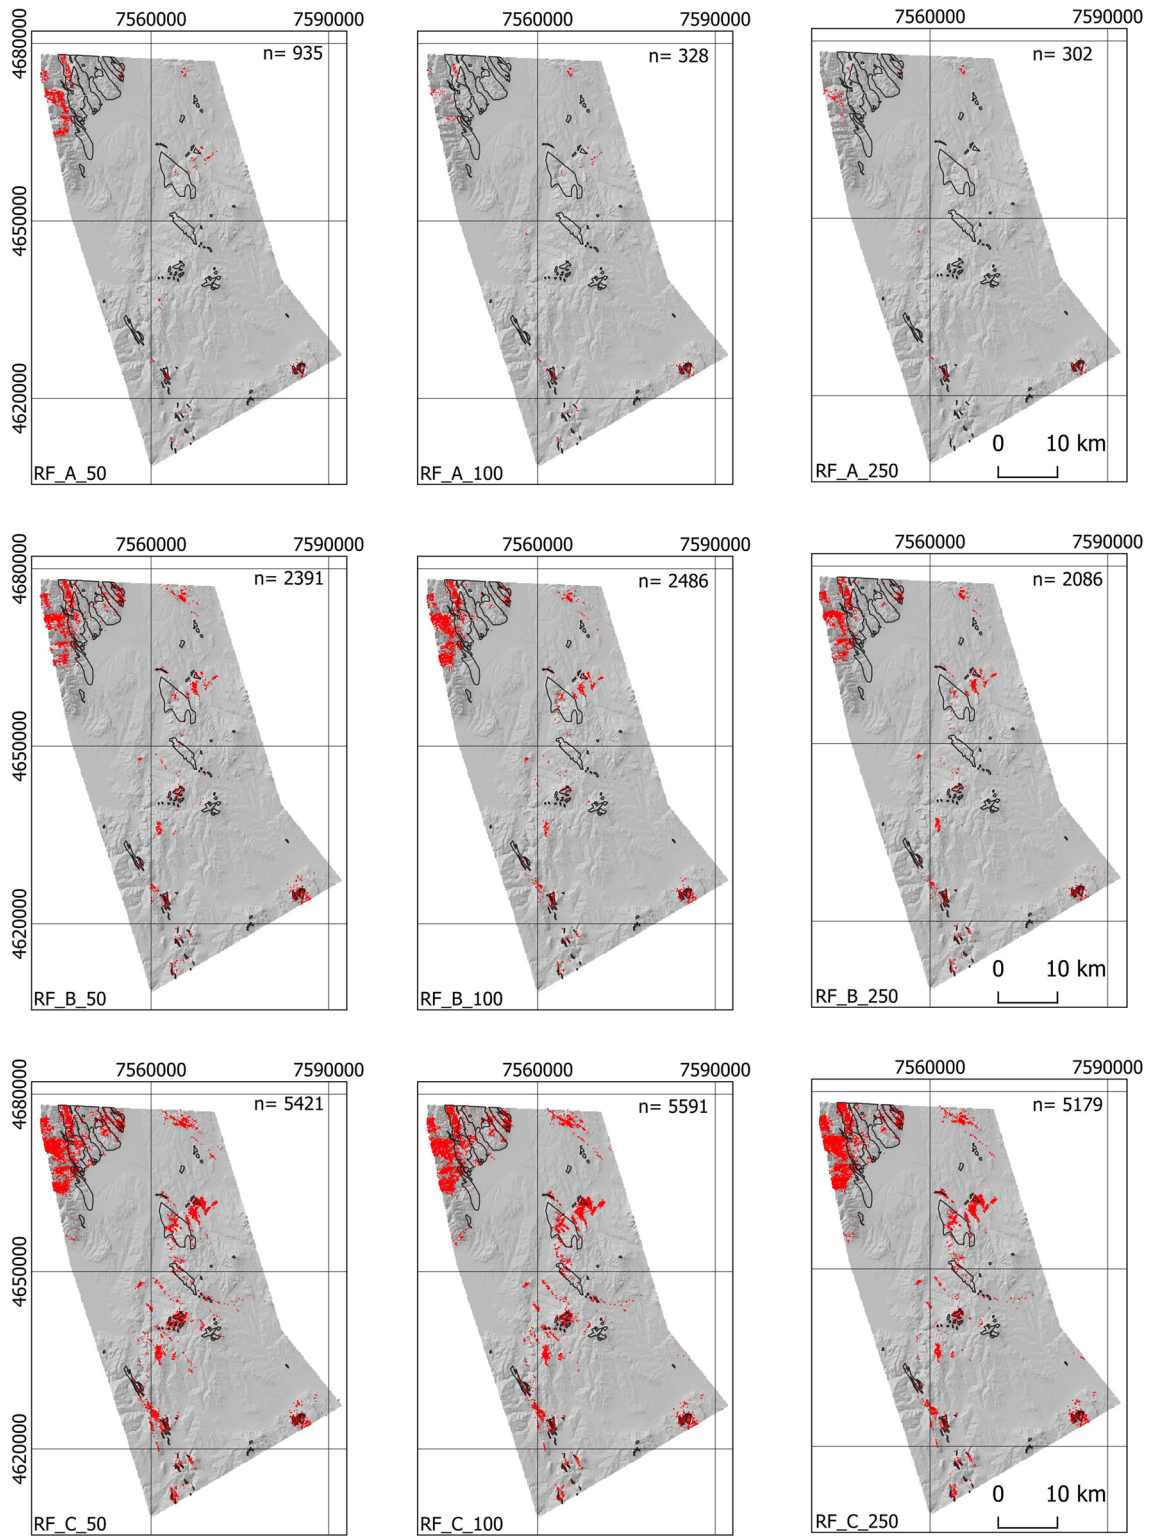 7560000 7590000 7560000 7590000 7560000 7590000
4680000
4650000
4620000
n= 935
n= 328
n= 302
0 10 km
RF_A_50
RF_A_100
RF_A_250
7560000 7590000 7560000 7590000 7560000 7590000
4680000
4650000
4620000
n= 2391
n= 2486
n= 2086
0 10 km
RF_B_50
RF_B_100
RF_B_250
7560000 7590000 7560000 7590000 7560000 7590000
4680000
4650000
4620000
n= 5421
n= 5591
n= 5179
0 10 km
RF_C_50
RF_C_100
RF_C_250